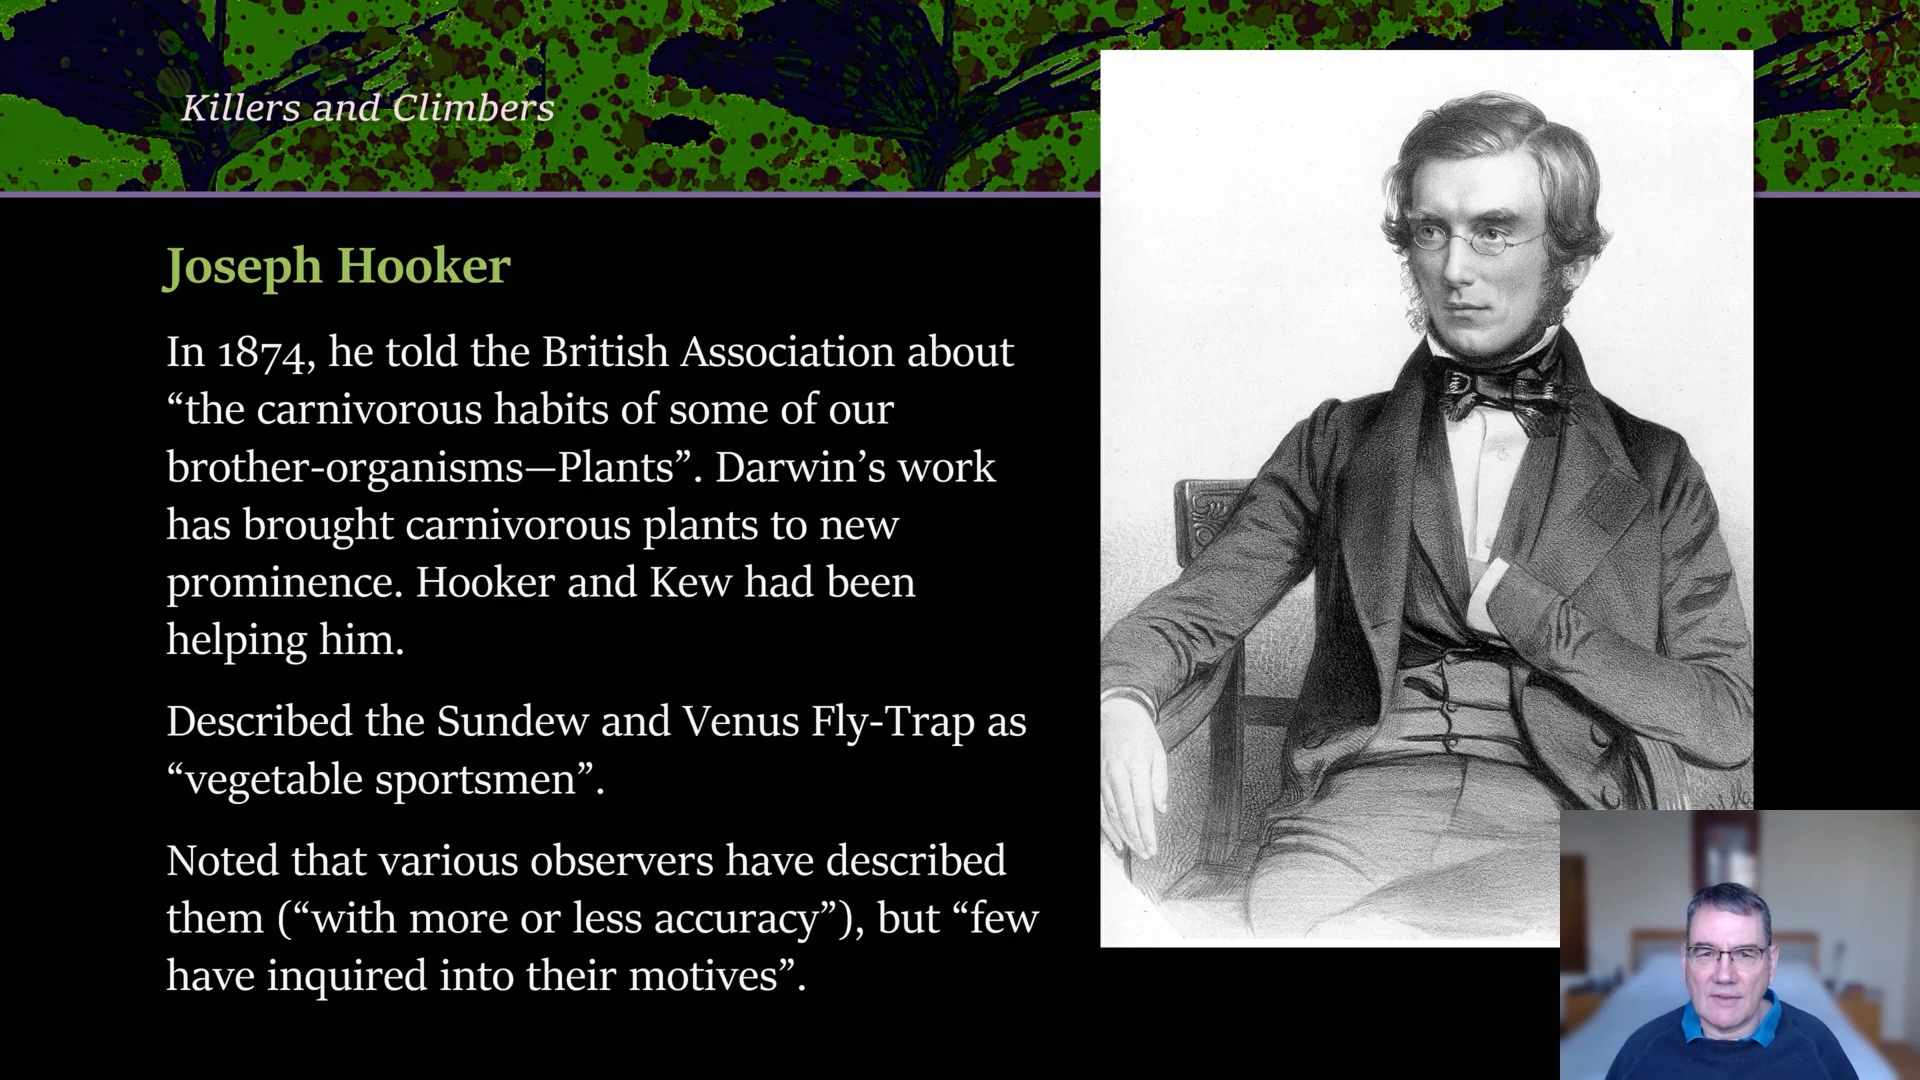 Killers and Climbers
Joseph Hooker
In 1874, he told the British Association about
“the carnivorous habits of some of our
brother-organisms—Plants”. Darwin’s work
has brought carnivorous plants to new
prominence. Hooker and Kew had been
helping him.
Described the Sundew and Venus Fly-Trap as
“vegetable sportsmen”.
Noted that various observers have described
them (“with more or less accuracy”), but “few
have inquired into their motives”.